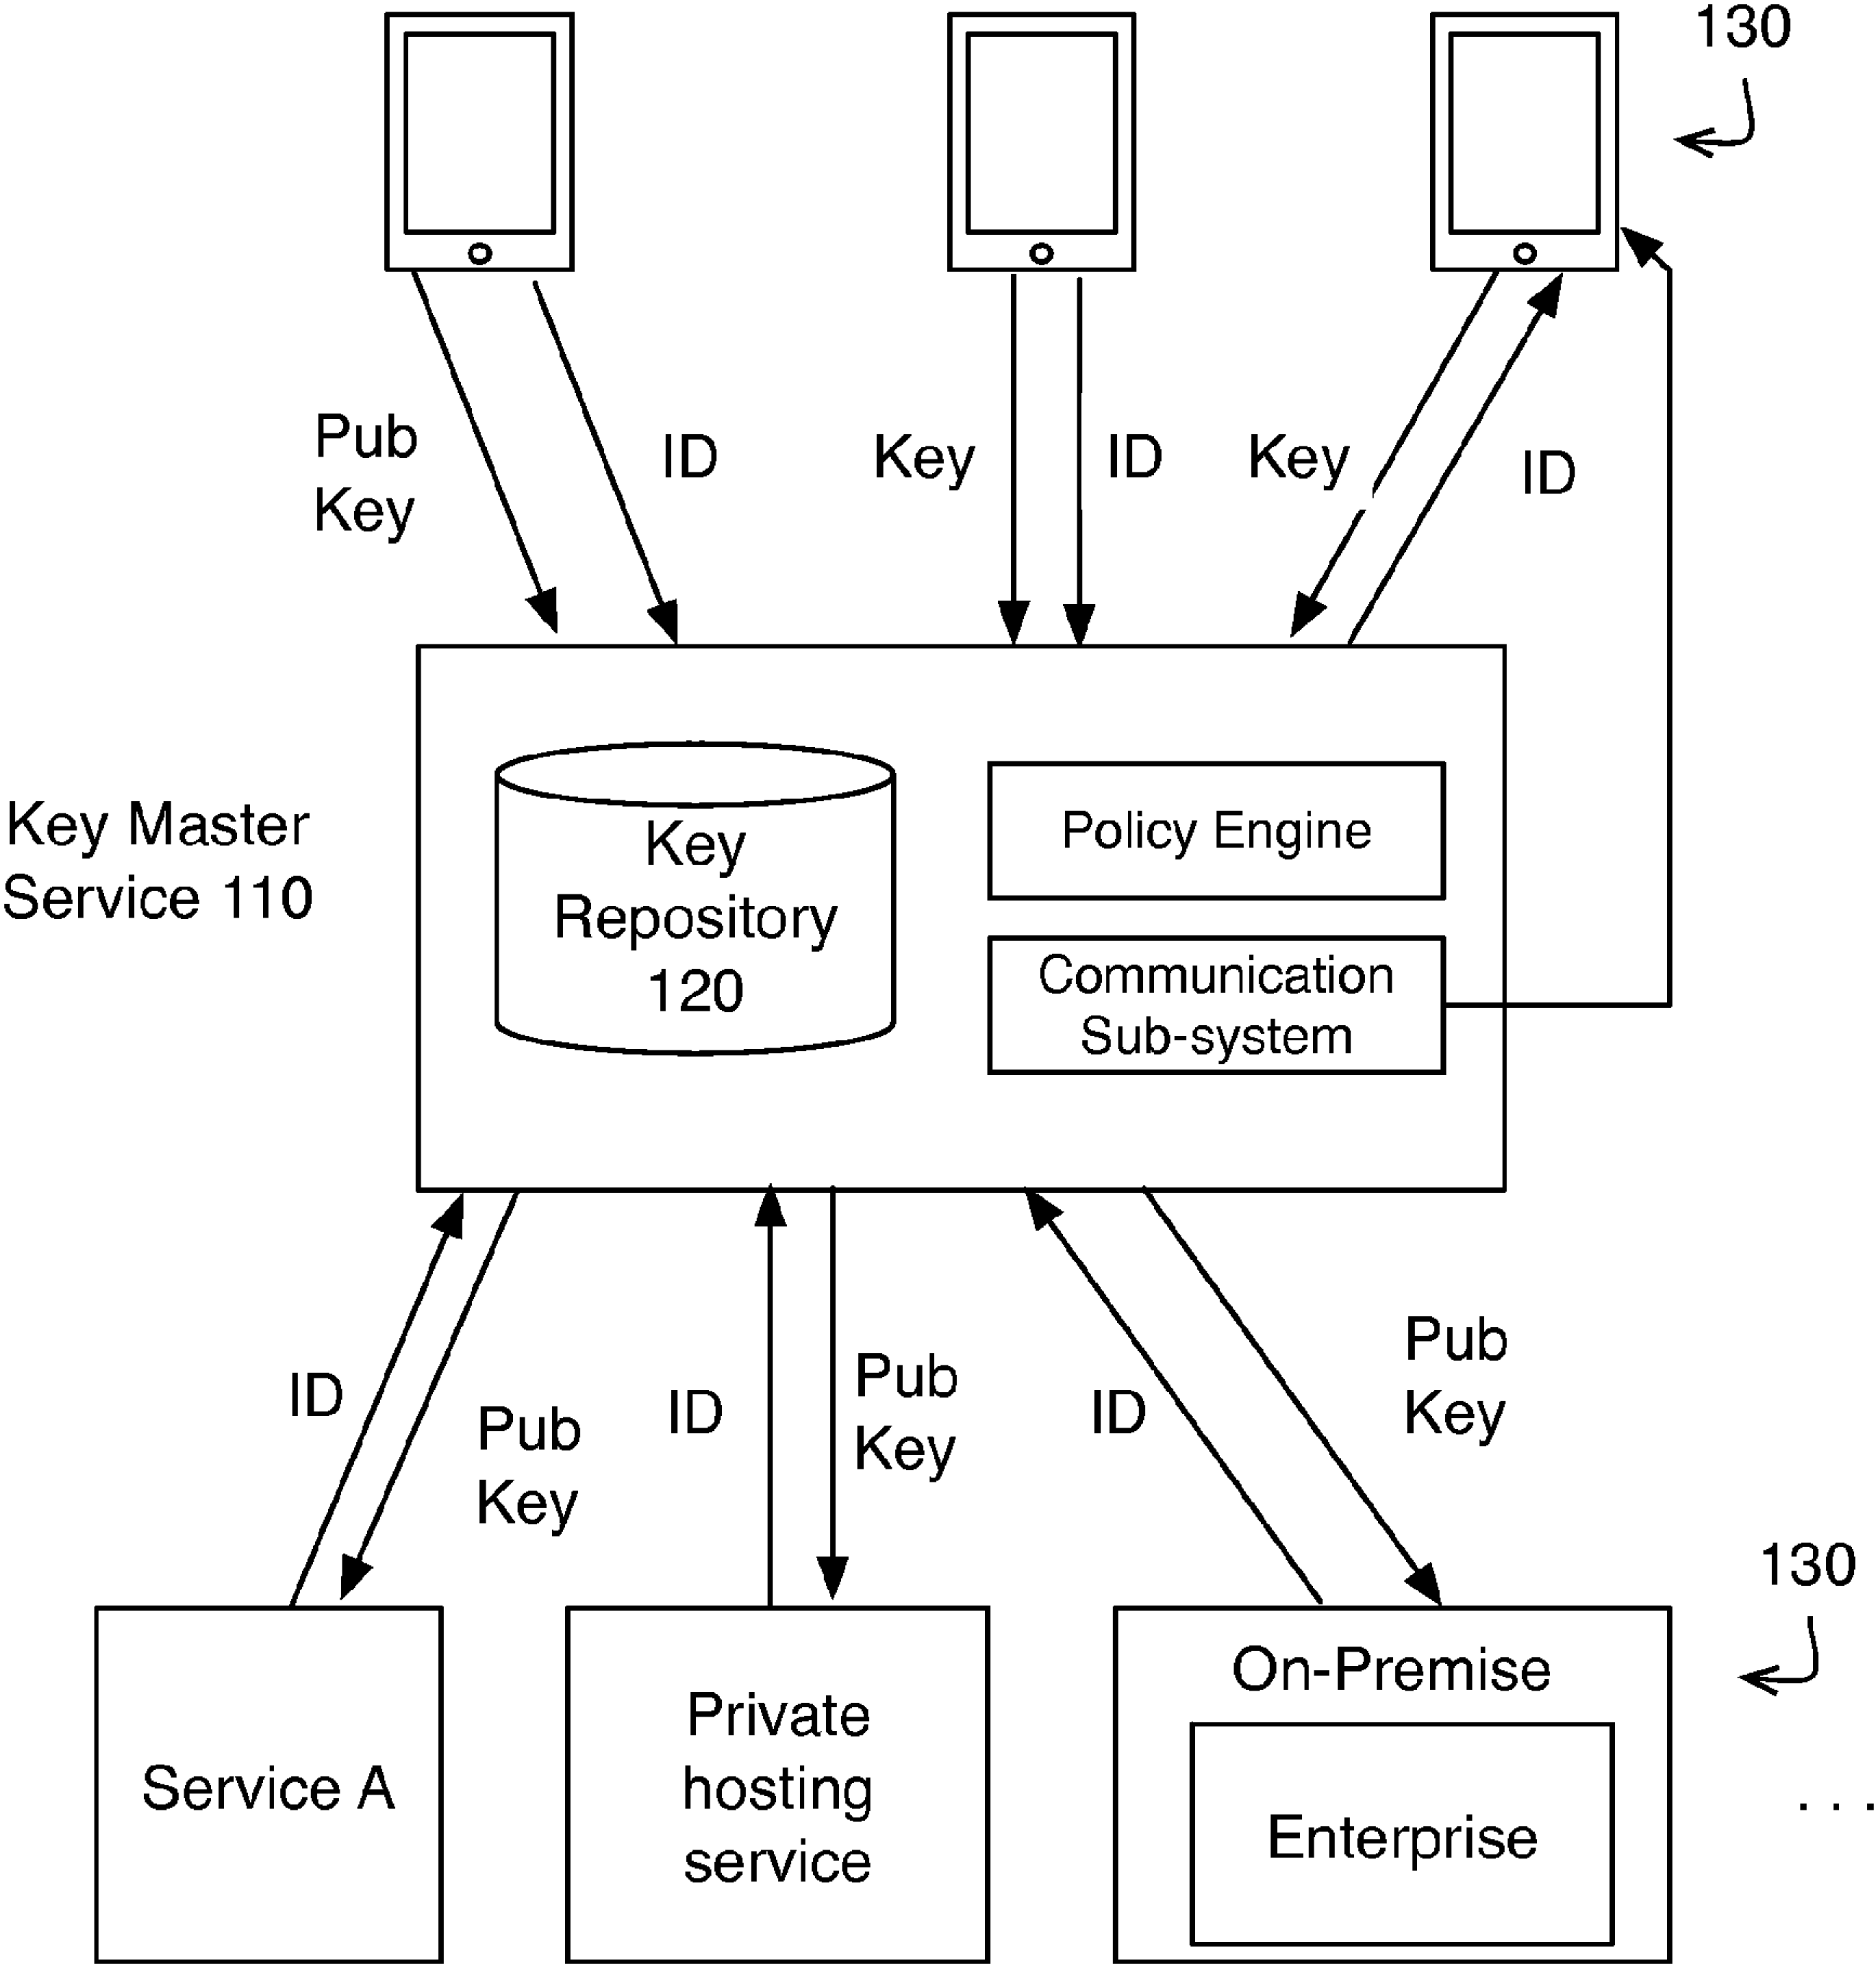 130
Pub
Key
ID
Key
ID
Key
ID
Key Master
Service 110
Key
Repository
120
Policy Engine
Communication
Sub-system
ID
Pub
Key
ID
Pub
Key
ID
Pub
Key
130
Service A
Private
hosting
service
On-Premise
Enterprise
. . .